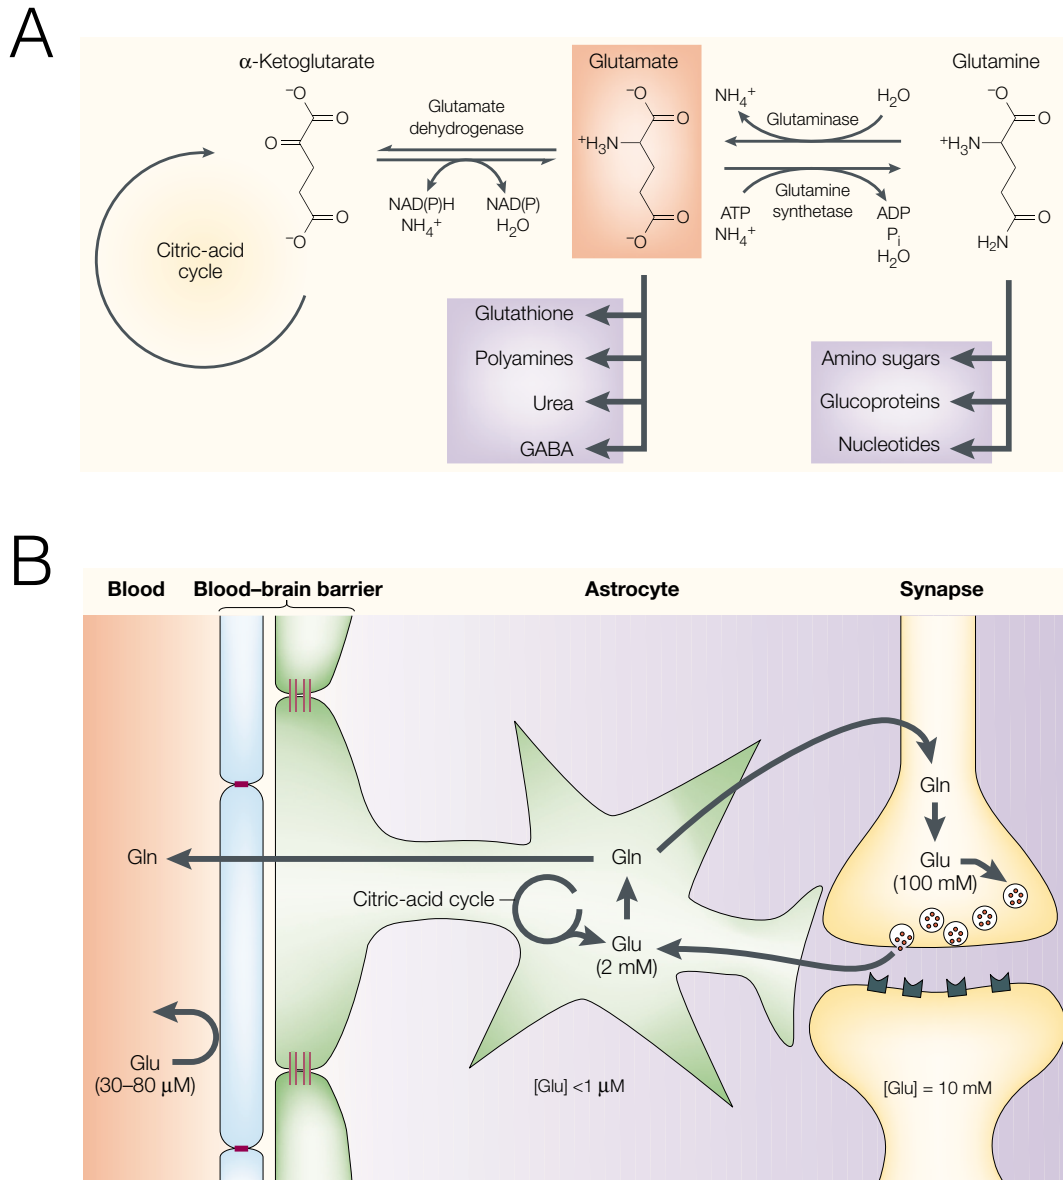 A
α-Ketoglutarate
Glutamate
Glutamine
⁻O
O
O
O
⁻O
Glutamate
dehydrogenase
NAD(P)H
NH₄⁺
NAD(P)
H₂O
⁻O
O
⁺H₃N
O
⁻O
NH₄⁺
H₂O
Glutaminase
Glutamine
synthetase
ATP
NH₄⁺
ADP
Pᵢ
H₂O
⁻O
O
⁺H₃N
O
H₂N
Citric-acid
cycle
Glutathione
Polyamines
Urea
GABA
Amino sugars
Glucoproteins
Nucleotides
B
Blood
Blood–brain barrier
Astrocyte
Synapse
Gln
Glu
(100 mM)
Gln
Gln
Citric-acid cycle
Glu
(2 mM)
Glu
(30–80 μM)
[Glu] <1 μM
[Glu] = 10 mM